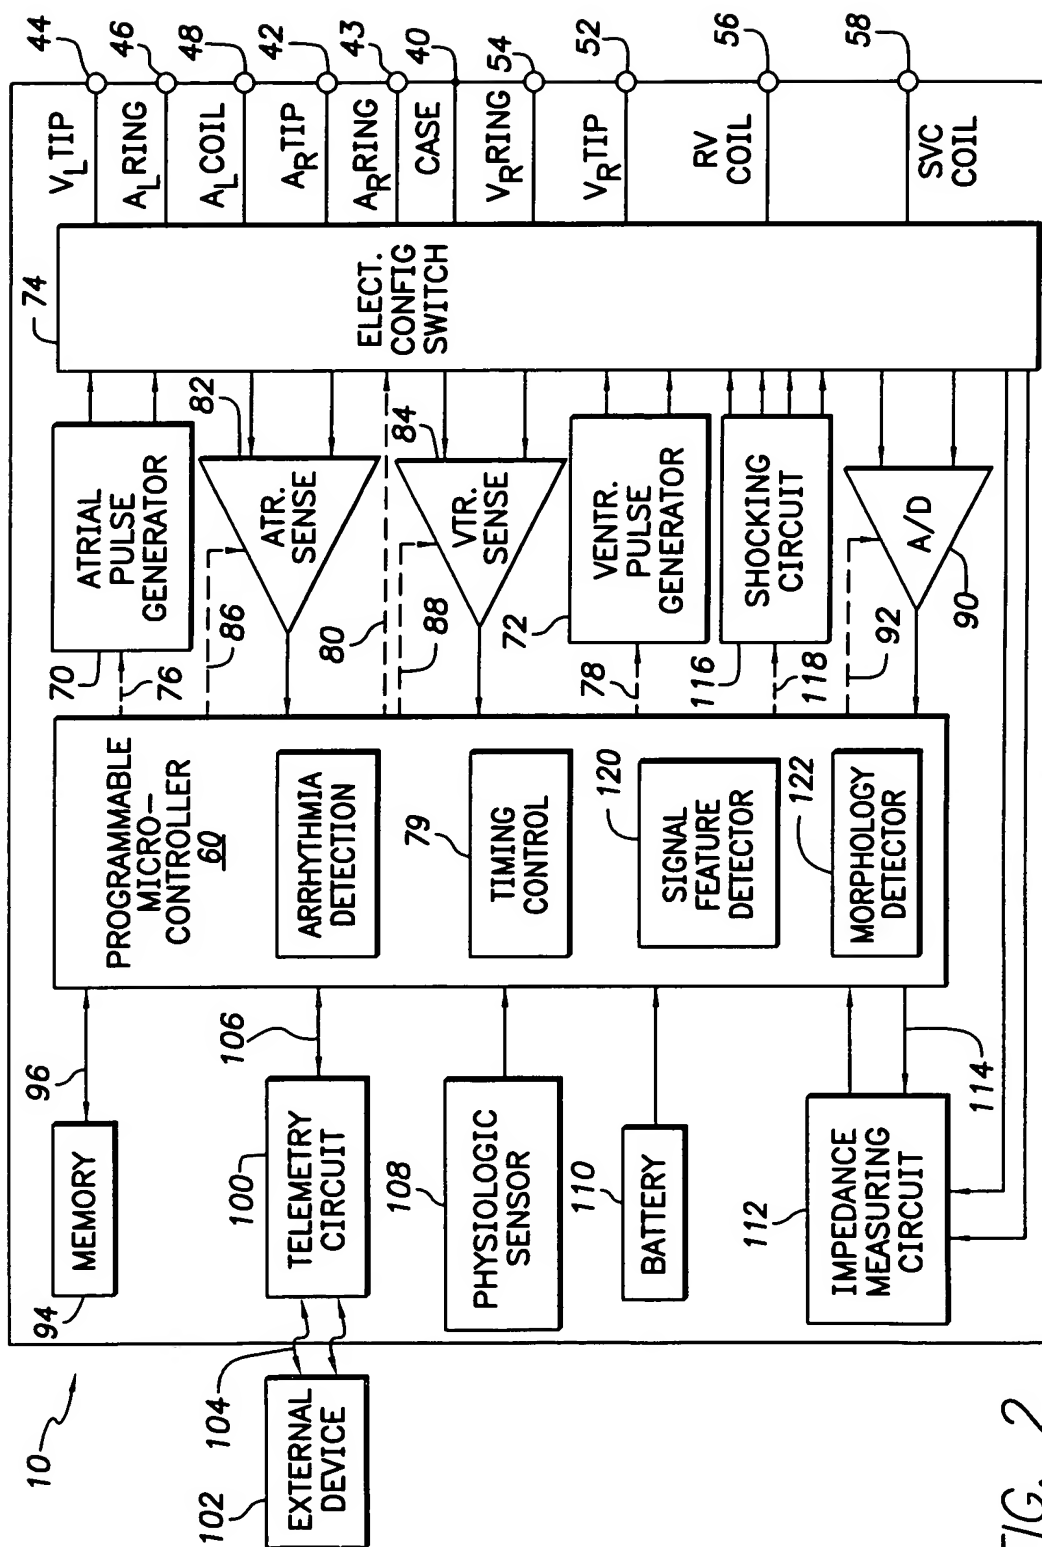 10
102
EXTERNAL
DEVICE
104
94
MEMORY
96
100
TELEMETRY
CIRCUIT
106
108
PHYSIOLOGIC
SENSOR
110
BATTERY
112
IMPEDANCE
MEASURING
CIRCUIT
114
PROGRAMMABLE
MICRO-
CONTROLLER
60
ARRHYTHMIA
DETECTION
79
TIMING
CONTROL
120
SIGNAL
FEATURE
DETECTOR
122
MORPHOLOGY
DETECTOR
70
76
ATRIAL
PULSE
GENERATOR
86
ATR.
SENSE
82
80
88
VTR.
SENSE
84
72
78
VENTR.
PULSE
GENERATOR
116
118
SHOCKING
CIRCUIT
92
A/D
90
74
ELECT.
CONFIG
SWITCH
VLTIP
44
ALRING
46
ALCOIL
48
ARTIP
42
ARRING
43
CASE
40
VRRING
54
VRTIP
52
RV
COIL
56
SVC
COIL
58
FIG. 2